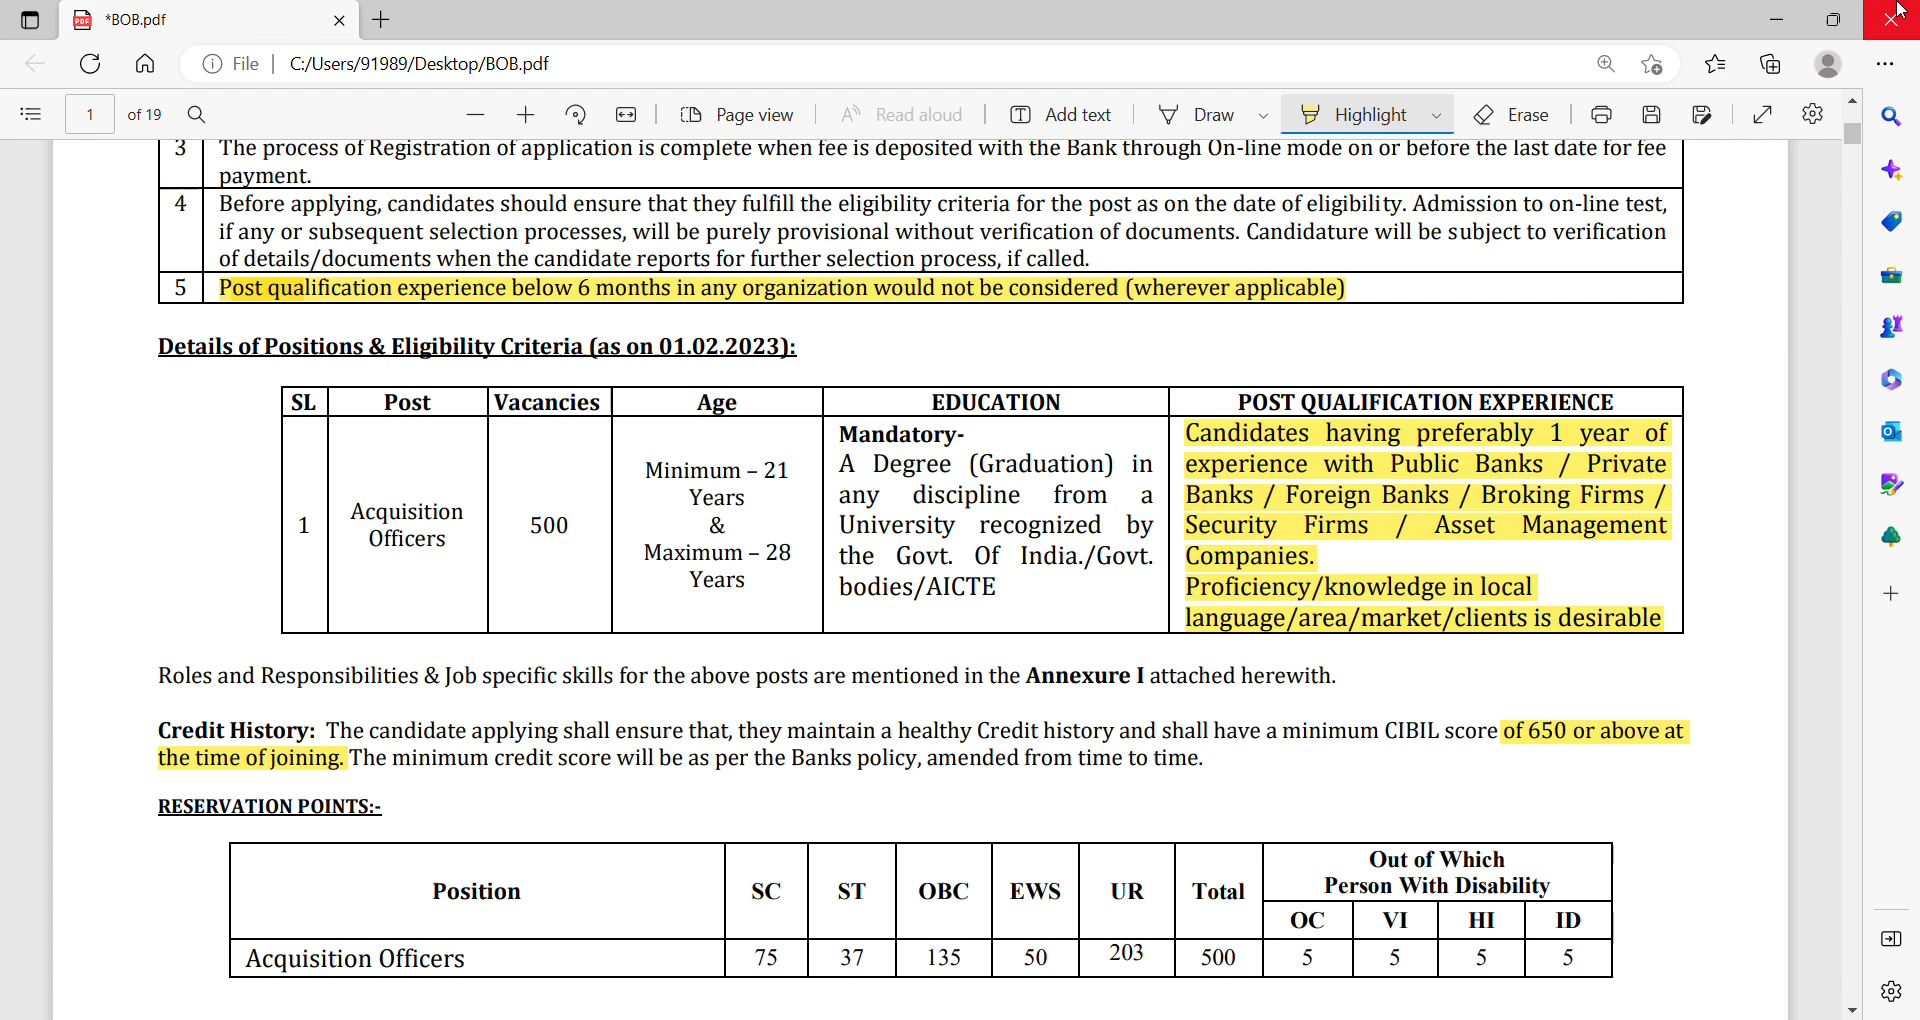 *BOB.pdf
File
C:/Users/91989/Desktop/BOB.pdf
1 of 19
Page view
Read aloud
Add text
Draw
Highlight
Erase
3 The process of Registration of application is complete when fee is deposited with the Bank through On-line mode on or before the last date for fee
payment.
4 Before applying, candidates should ensure that they fulfill the eligibility criteria for the post as on the date of eligibility. Admission to on-line test,
if any or subsequent selection processes, will be purely provisional without verification of documents. Candidature will be subject to verification
of details/documents when the candidate reports for further selection process, if called.
5 Post qualification experience below 6 months in any organization would not be considered (wherever applicable)
Details of Positions & Eligibility Criteria (as on 01.02.2023):
SL Post Vacancies Age EDUCATION POST QUALIFICATION EXPERIENCE
1
Acquisition
Officers
500
Minimum – 21
Years
&
Maximum – 28
Years
Mandatory-
A Degree (Graduation) in
any discipline from a
University recognized by
the Govt. Of India./Govt.
bodies/AICTE
Candidates having preferably 1 year of
experience with Public Banks / Private
Banks / Foreign Banks / Broking Firms /
Security Firms / Asset Management
Companies.
Proficiency/knowledge in local
language/area/market/clients is desirable
Roles and Responsibilities & Job specific skills for the above posts are mentioned in the Annexure I attached herewith.
Credit History: The candidate applying shall ensure that, they maintain a healthy Credit history and shall have a minimum CIBIL score of 650 or above at
the time of joining. The minimum credit score will be as per the Banks policy, amended from time to time.
RESERVATION POINTS:-
Position SC ST OBC EWS UR Total
Out of Which
Person With Disability
OC VI HI ID
Acquisition Officers 75 37 135 50 203 500 5 5 5 5